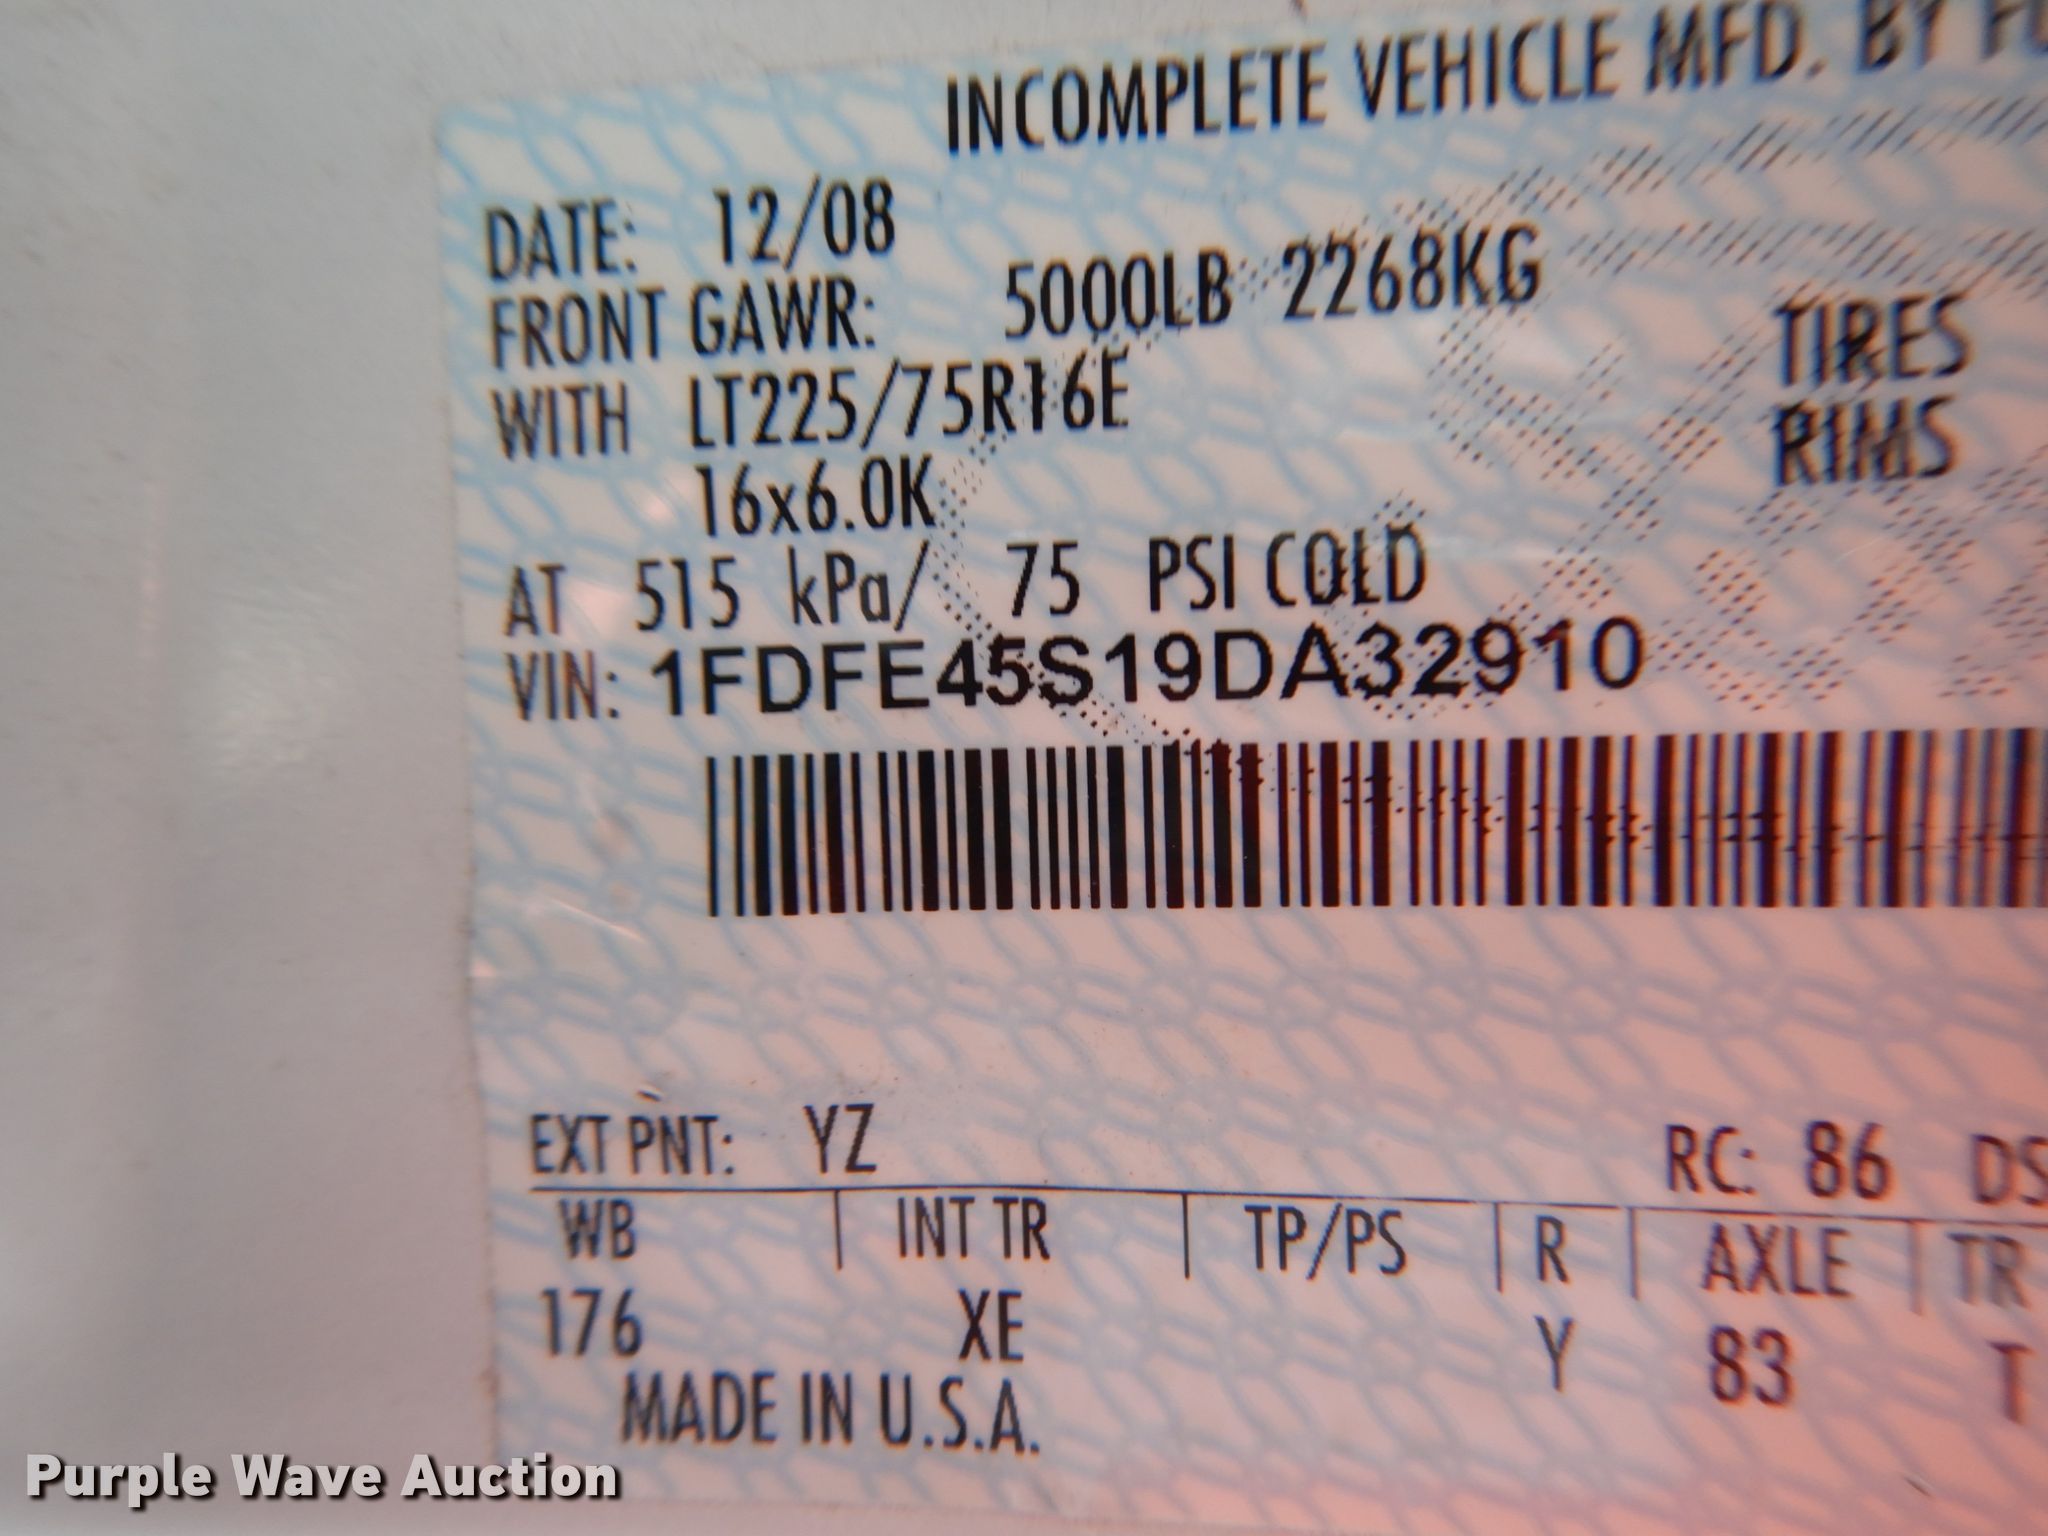 INCOMPLETE VEHICLE MFD. BY
DATE: 12/08
FRONT GAWR: 5000LB 2268KG
WITH LT225/75R16E TIRES
16x6.0K RIMS
AT 515 kPa/ 75 PSI COLD
VIN: 1FDFE45S19DA32910
EXT PNT: YZ RC: 86 DS
WB | INT TR | TP/PS | R | AXLE | TR
176 XE Y 83 T
MADE IN U.S.A.
Purple Wave Auction